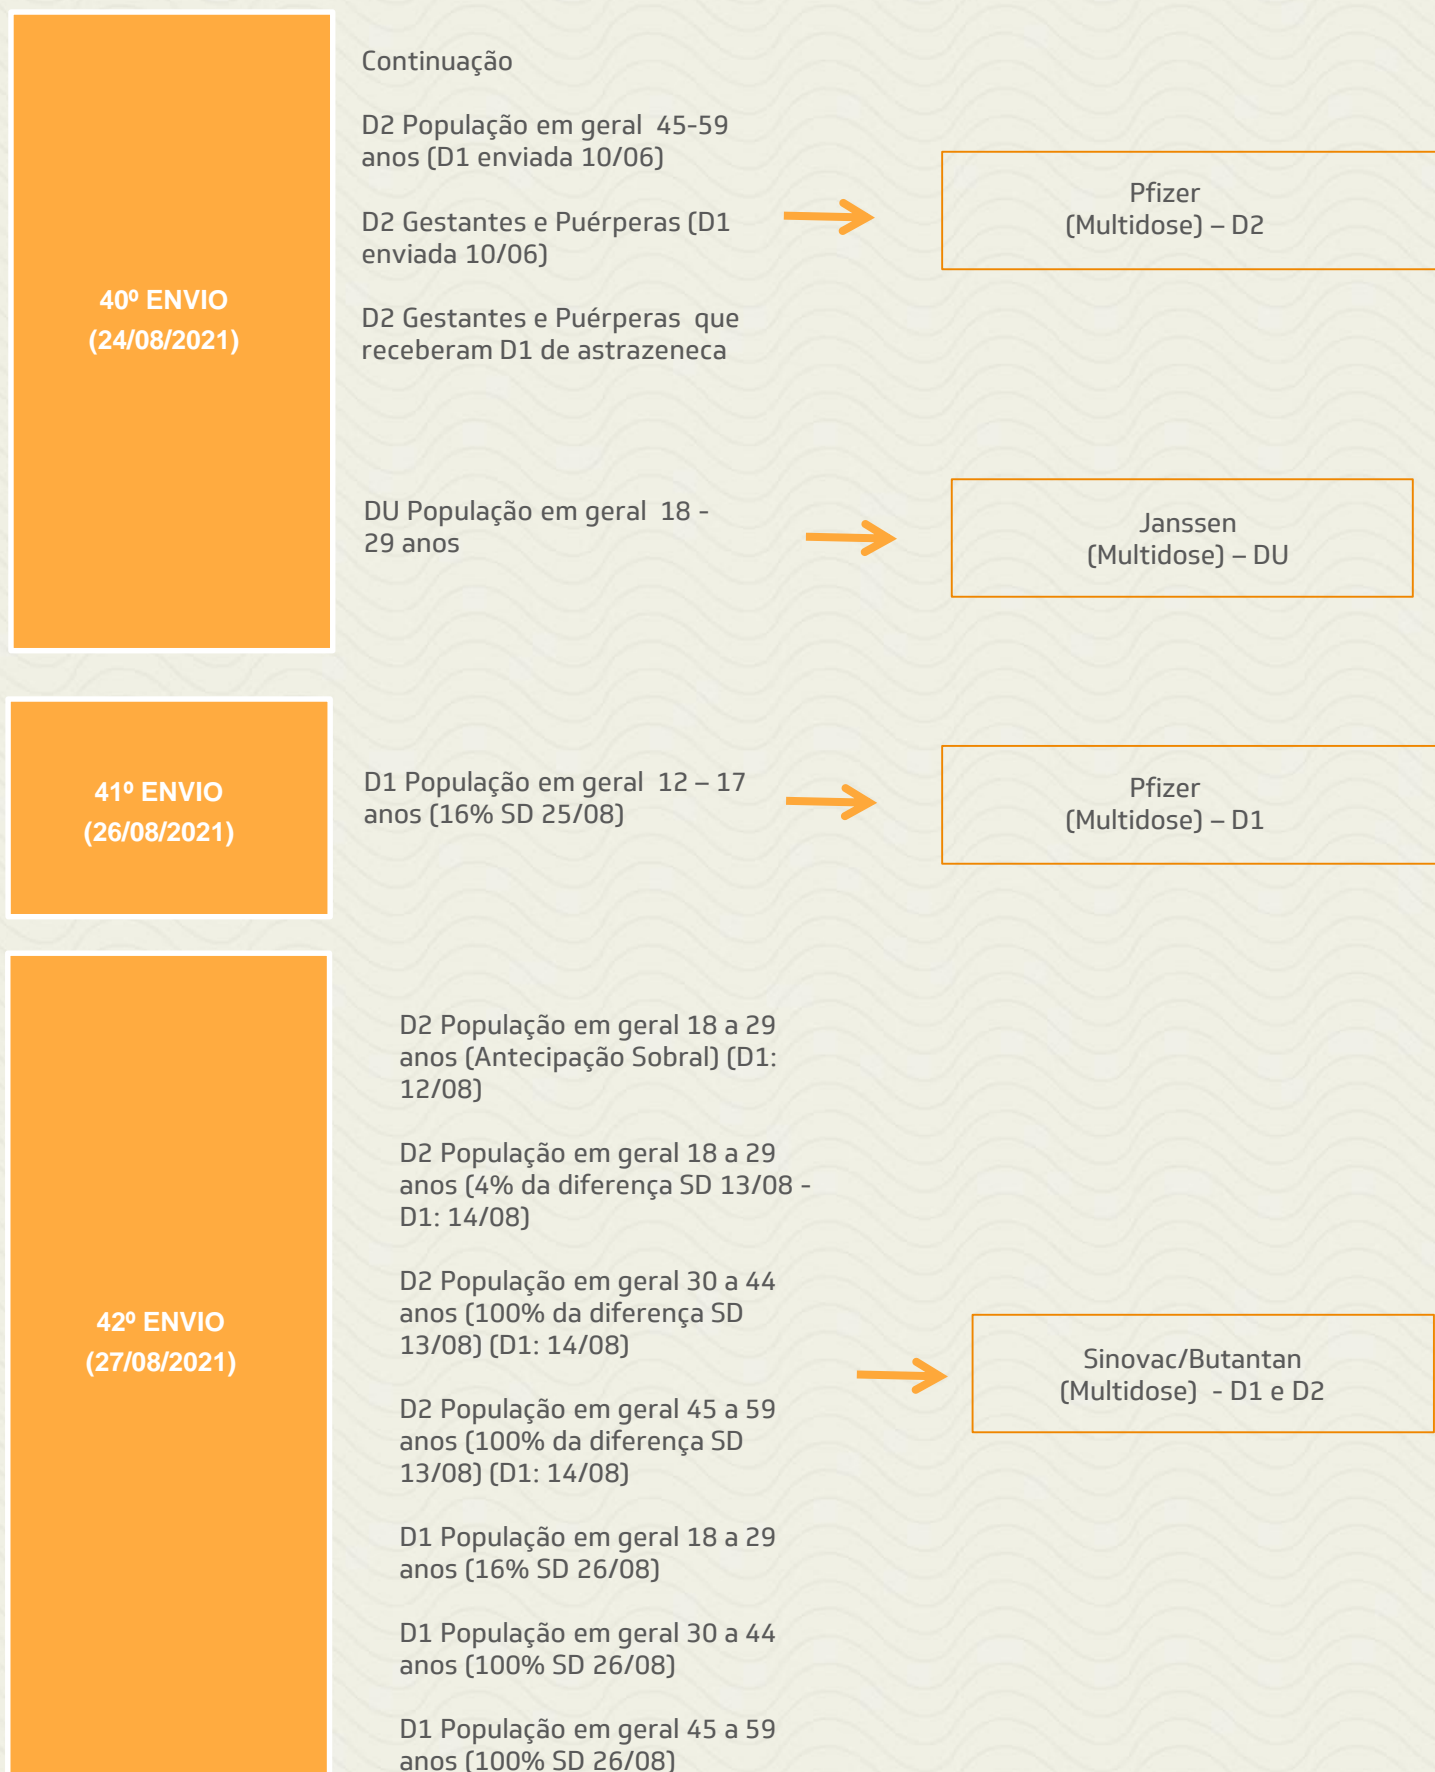 40º ENVIO
(24/08/2021)
Continuação
D2 População em geral  45-59
anos (D1 enviada 10/06)
D2 Gestantes e Puérperas (D1
enviada 10/06)
D2 Gestantes e Puérperas  que
receberam D1 de astrazeneca
Pfizer
(Multidose) – D2
DU População em geral  18 -
29 anos
Janssen
(Multidose) – DU
41º ENVIO
(26/08/2021)
D1 População em geral  12 – 17
anos (16% SD 25/08)
Pfizer
(Multidose) – D1
42º ENVIO
(27/08/2021)
D2 População em geral 18 a 29
anos (Antecipação Sobral) (D1:
12/08)
D2 População em geral 18 a 29
anos (4% da diferença SD 13/08 -
D1: 14/08)
D2 População em geral 30 a 44
anos (100% da diferença SD
13/08) (D1: 14/08)
D2 População em geral 45 a 59
anos (100% da diferença SD
13/08) (D1: 14/08)
D1 População em geral 18 a 29
anos (16% SD 26/08)
D1 População em geral 30 a 44
anos (100% SD 26/08)
D1 População em geral 45 a 59
anos (100% SD 26/08)
Sinovac/Butantan
(Multidose)  - D1 e D2